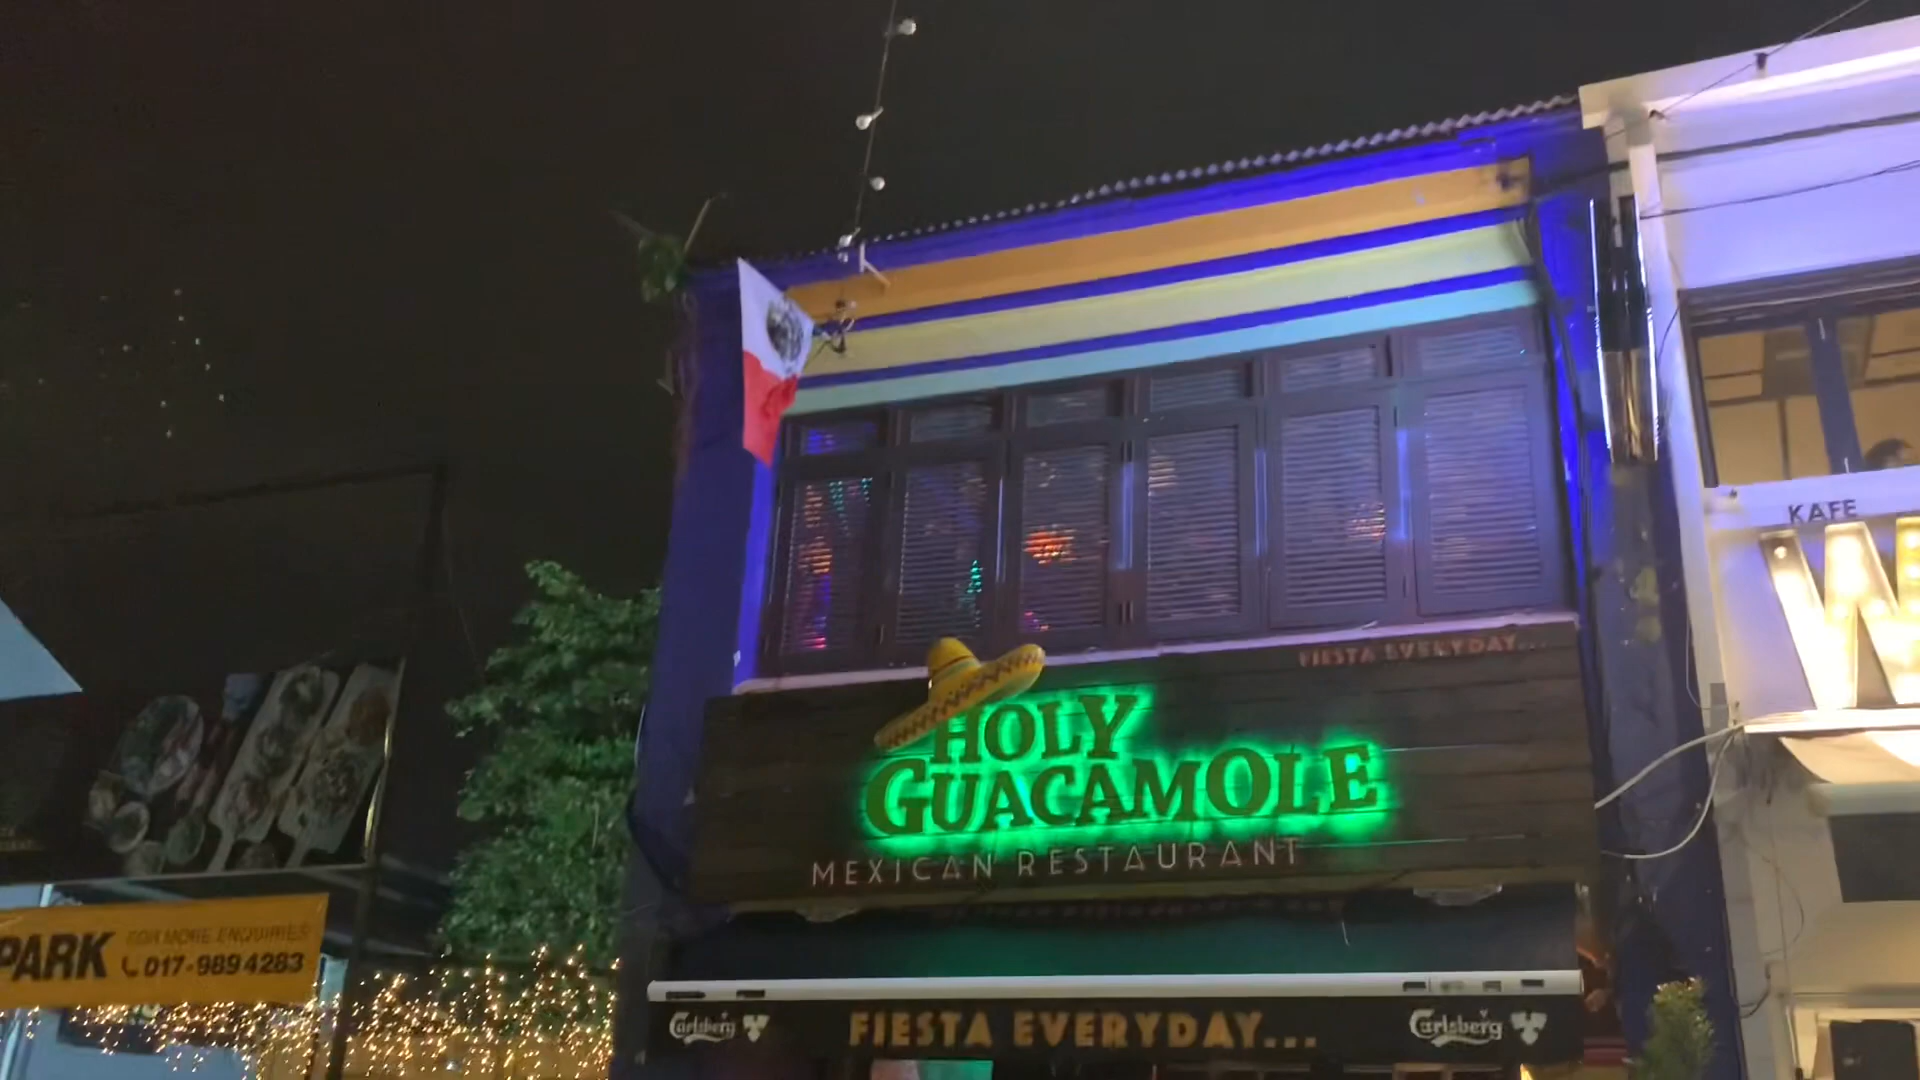 KAFE
W
FIESTA EVERYDAY...
HOLY
GUACAMOLE
MEXICAN RESTAURANT
PARK
FOR MORE ENQUIRIES
017-9894283
Carlsberg
FIESTA EVERYDAY...
Carlsberg